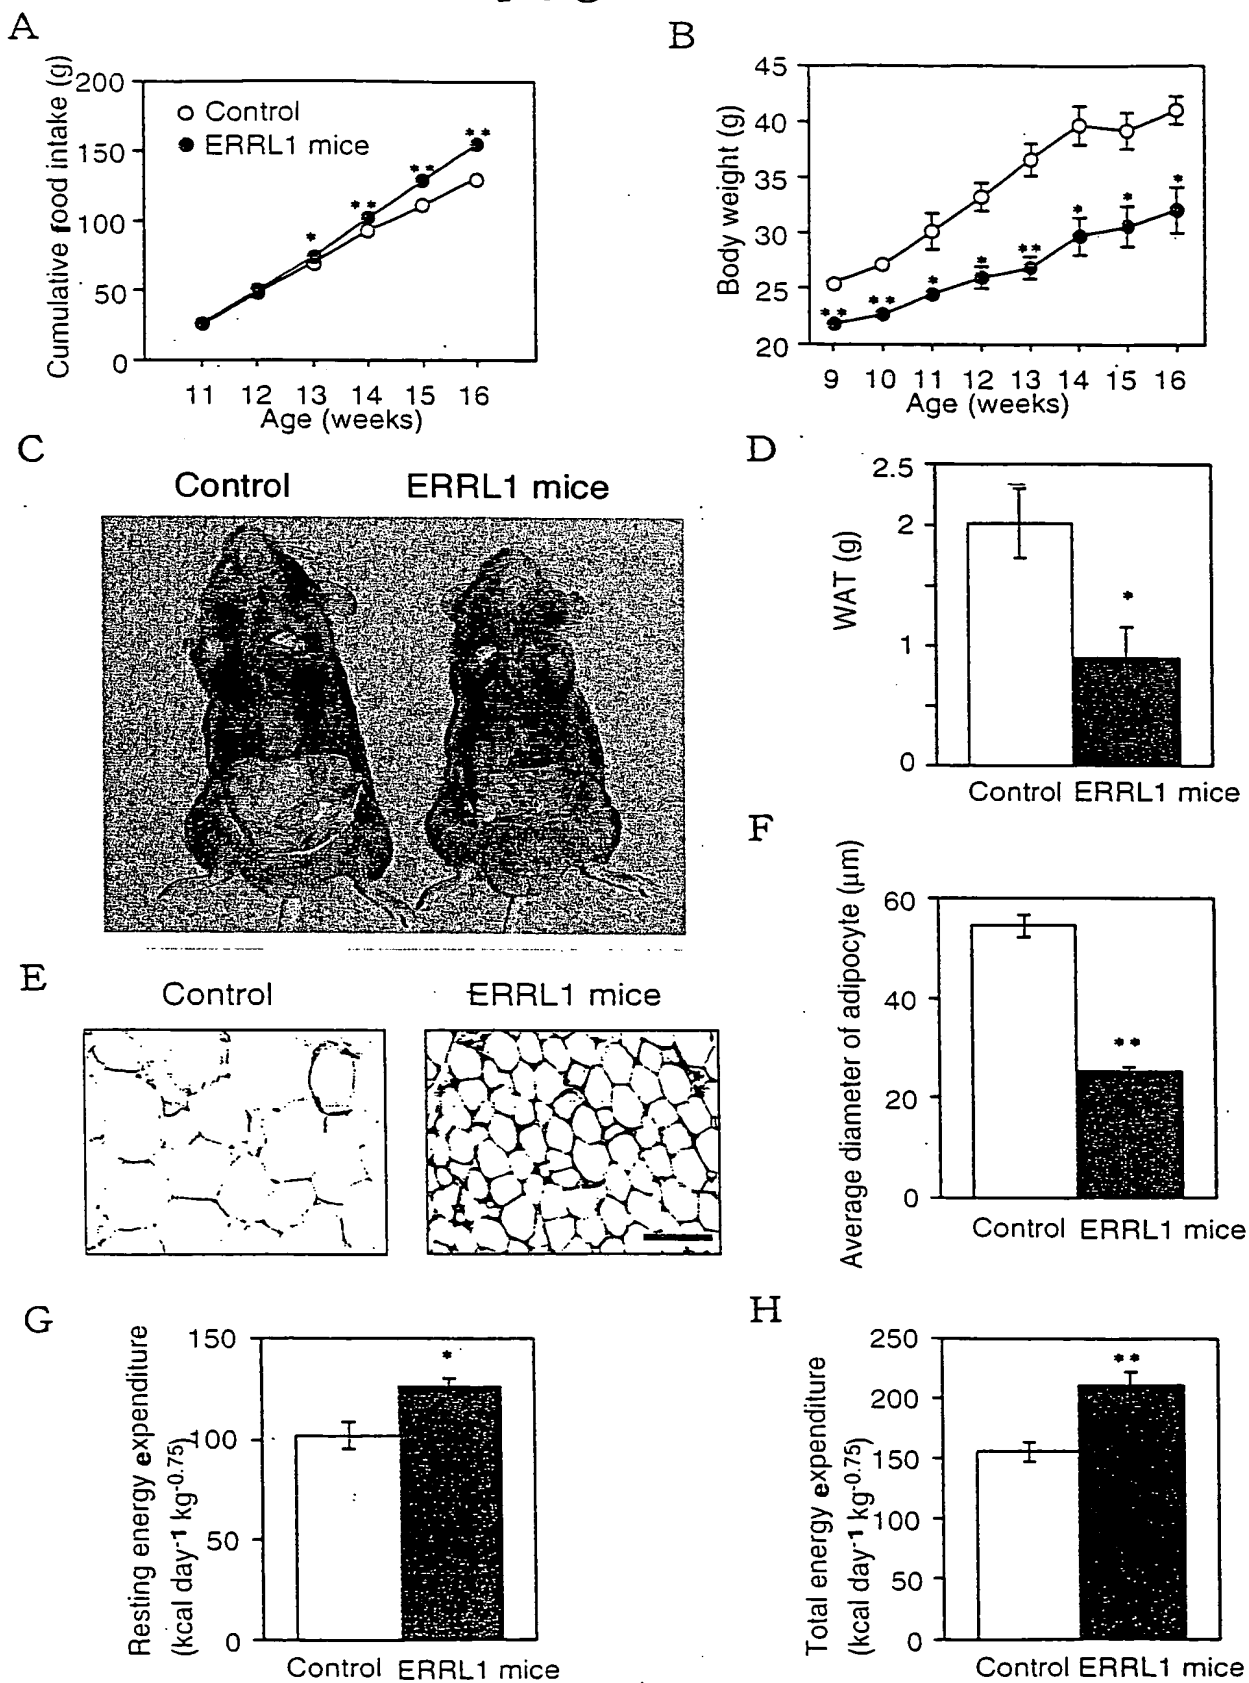 A
Cumulative food intake (g)
200
150
100
50
0
Control
ERRL1 mice
*
**
**
**
11 12 13 14 15 16
Age (weeks)
B
Body weight (g)
45
40
35
30
25
20
**
**
*
*
**
*
*
*
9 10 11 12 13 14 15 16
Age (weeks)
C
Control ERRL1 mice
D
WAT (g)
2.5
2
1
0
*
Control ERRL1 mice
E
Control ERRL1 mice
F
Average diameter of adipocyte (μm)
60
40
20
0
**
Control ERRL1 mice
G
Resting energy expenditure
(kcal day-1 kg-0.75)
150
100
50
0
*
Control ERRL1 mice
H
Total energy expenditure
(kcal day-1 kg-0.75)
250
200
150
100
50
0
**
Control ERRL1 mice